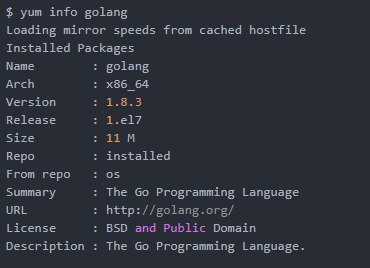 $ yum info golang
Loading mirror speeds from cached hostfile
Installed Packages
Name        : golang
Arch        : x86_64
Version     : 1.8.3
Release     : 1.el7
Size        : 11 M
Repo        : installed
From repo   : os
Summary     : The Go Programming Language
URL         : http://golang.org/
License     : BSD and Public Domain
Description : The Go Programming Language.